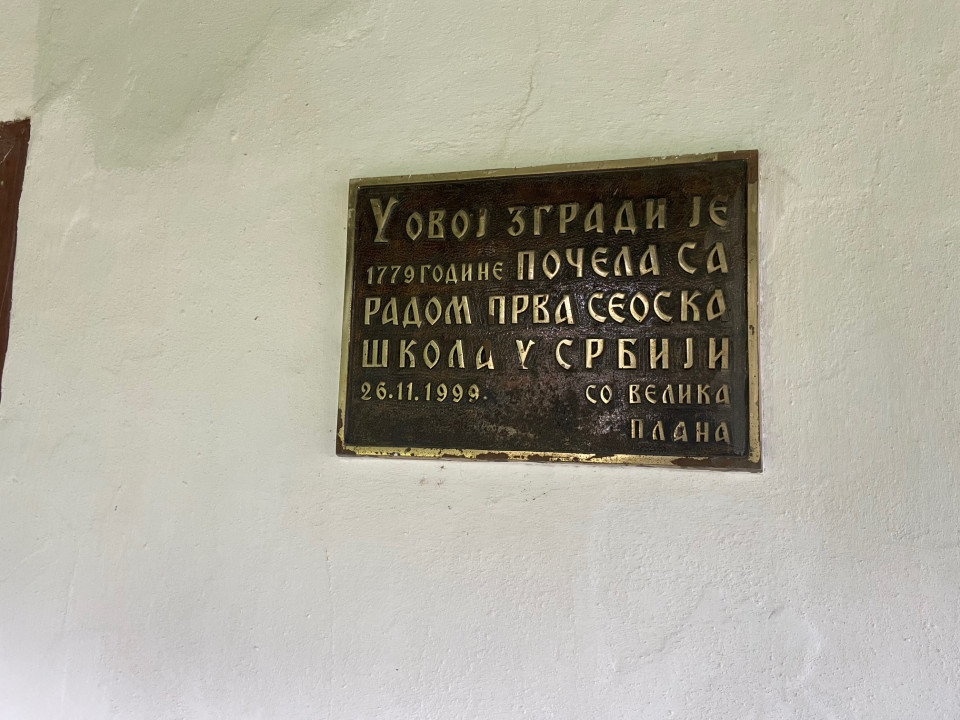 У овој згради је
1779 године почела са
радом прва сеоска
школа у србији
26.11.1999. со велика
плана